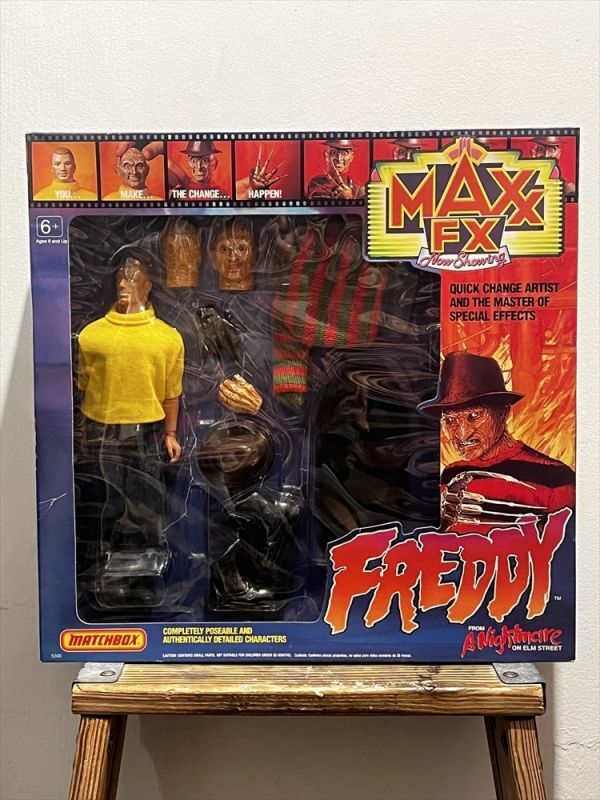 YOU... MAKE... THE CHANGE... HAPPEN!
6+
Ages 6 and Up
MAXX
FX
Now Showing
QUICK CHANGE ARTIST
AND THE MASTER OF
SPECIAL EFFECTS
FREDDY
TM
FROM
A Nightmare
ON ELM STREET
MATCHBOX
COMPLETELY POSEABLE AND
AUTHENTICALLY DETAILED CHARACTERS
5300